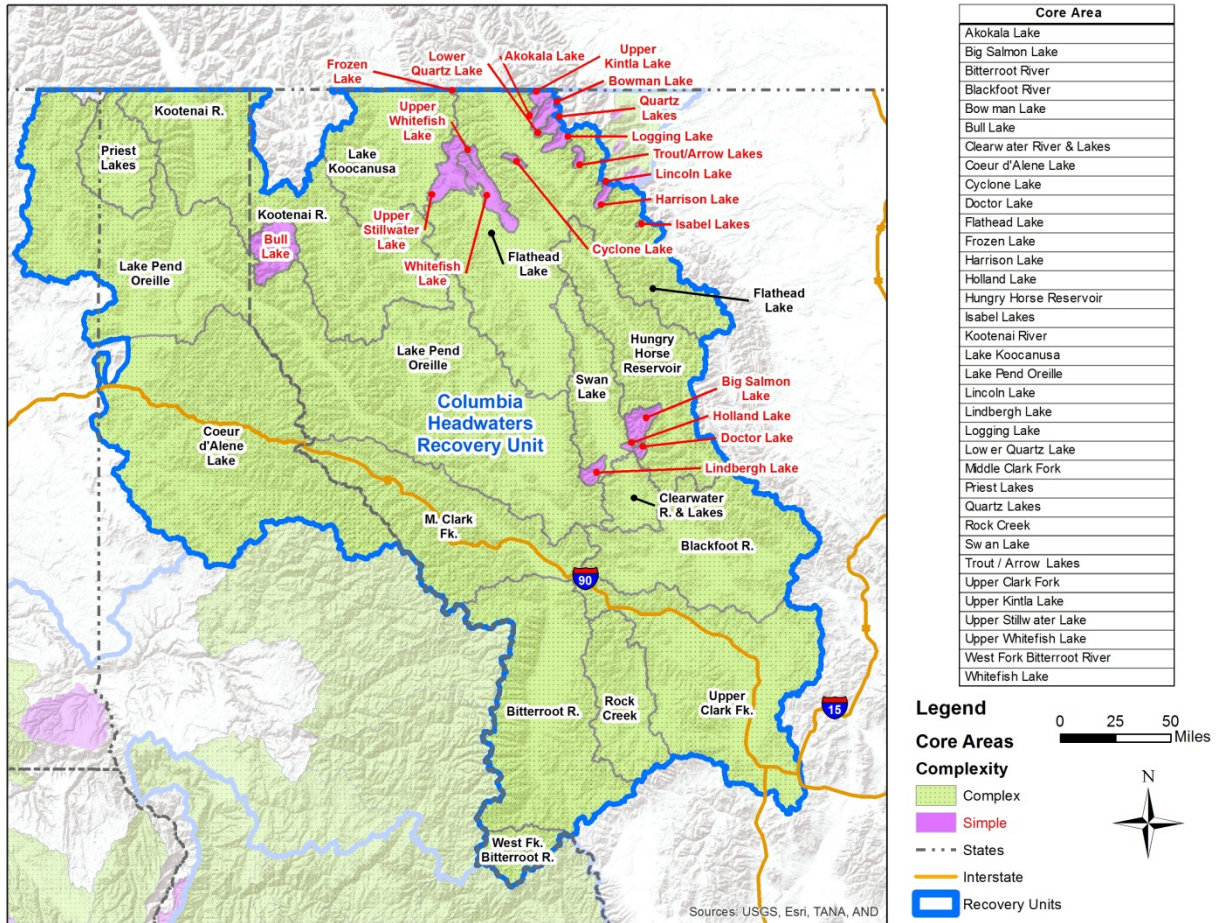 Frozen
Lake
Lower
Quartz Lake
Akokala Lake
Upper
Kintla Lake
Bowman Lake
Quartz
Lakes
Logging Lake
Trout/Arrow Lakes
Lincoln Lake
Harrison Lake
Isabel Lakes
Cyclone Lake
Upper
Whitefish
Lake
Kootenai R.
Priest
Lakes
Lake
Koocanusa
Kootenai R.
Bull
Lake
Upper
Stillwater
Lake
Whitefish
Lake
Flathead
Lake
Flathead
Lake
Lake Pend
Oreille
Lake Pend
Oreille
Hungry
Horse
Reservoir
Swan
Lake
Columbia
Headwaters
Recovery Unit
Big Salmon
Lake
Holland Lake
Doctor Lake
Lindbergh Lake
Coeur
d'Alene
Lake
Clearwater
R. & Lakes
M. Clark
Fk.
Blackfoot R.
90
Bitterroot R.
Rock
Creek
Upper
Clark Fk.
15
West Fk.
Bitterroot R.
Sources: USGS, Esri, TANA, AND
Core Area
Akokala Lake
Big Salmon Lake
Bitterroot River
Blackfoot River
Bowman Lake
Bull Lake
Clearwater River & Lakes
Coeur d'Alene Lake
Cyclone Lake
Doctor Lake
Flathead Lake
Frozen Lake
Harrison Lake
Holland Lake
Hungry Horse Reservoir
Isabel Lakes
Kootenai River
Lake Koocanusa
Lake Pend Oreille
Lincoln Lake
Lindbergh Lake
Logging Lake
Lower Quartz Lake
Middle Clark Fork
Priest Lakes
Quartz Lakes
Rock Creek
Swan Lake
Trout / Arrow Lakes
Upper Clark Fork
Upper Kintla Lake
Upper Stillwater Lake
Upper Whitefish Lake
West Fork Bitterroot River
Whitefish Lake
Legend
0 25 50
Miles
Core Areas
Complexity
Complex
Simple
States
Interstate
Recovery Units
N